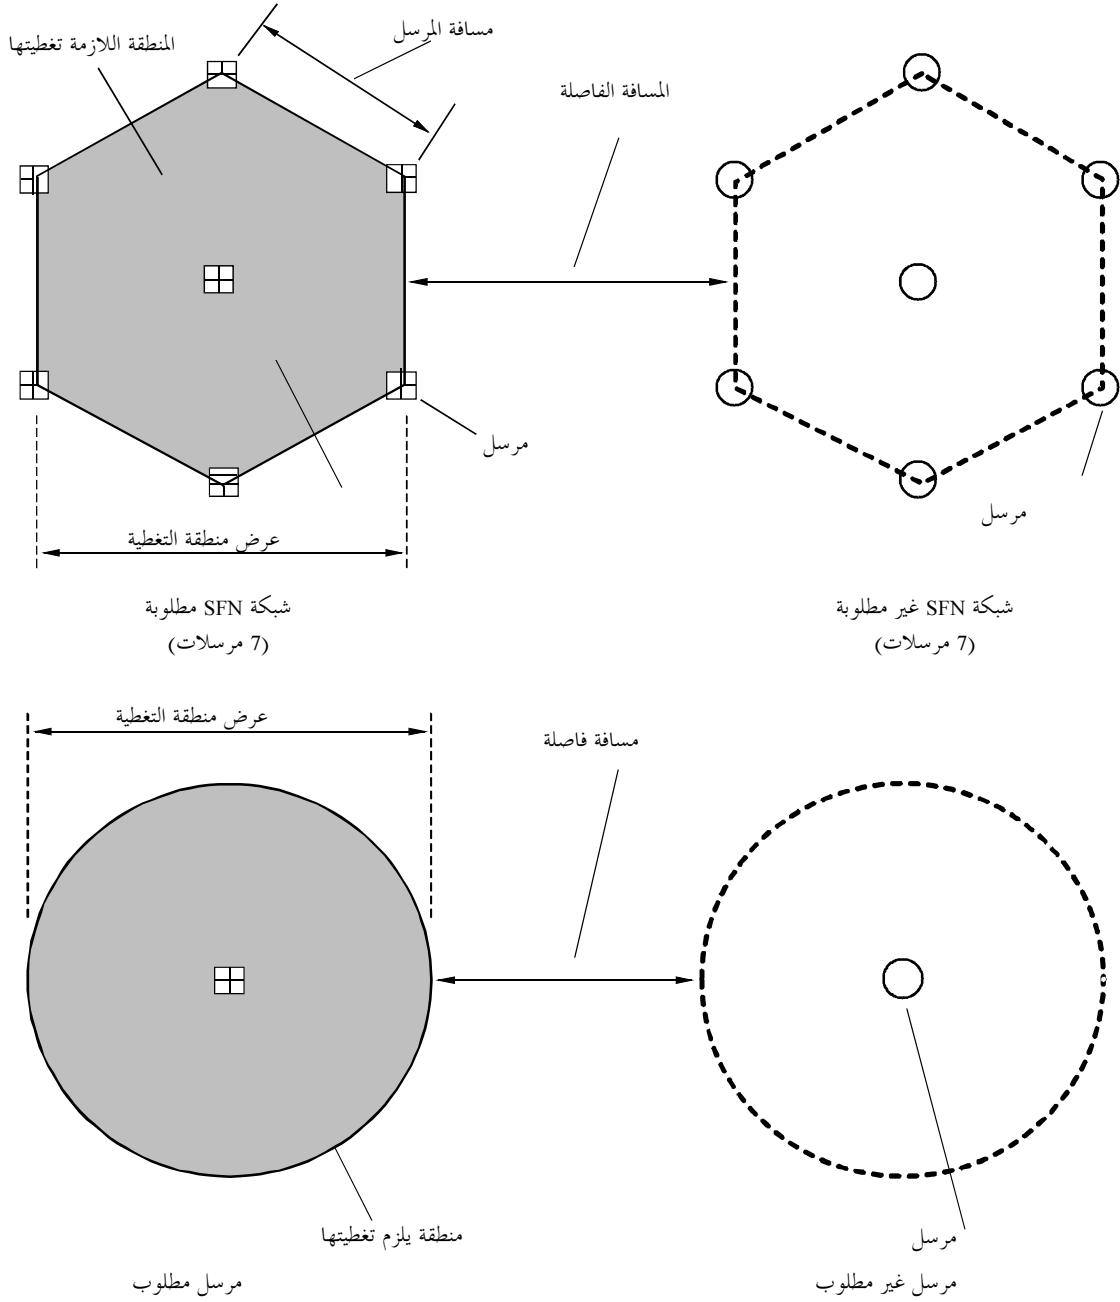 مسافة المرسل
المنطقة اللازمة تغطيتها
المسافة الفاصلة
مرسل
مرسل
عرض منطقة التغطية
شبكة SFN غير مطلوبة
(7 مرسلات)
شبكة SFN مطلوبة
(7 مرسلات)
عرض منطقة التغطية
مسافة فاصلة
منطقة يلزم تغطيتها
مرسل
مرسل غير مطلوب
مرسل مطلوب